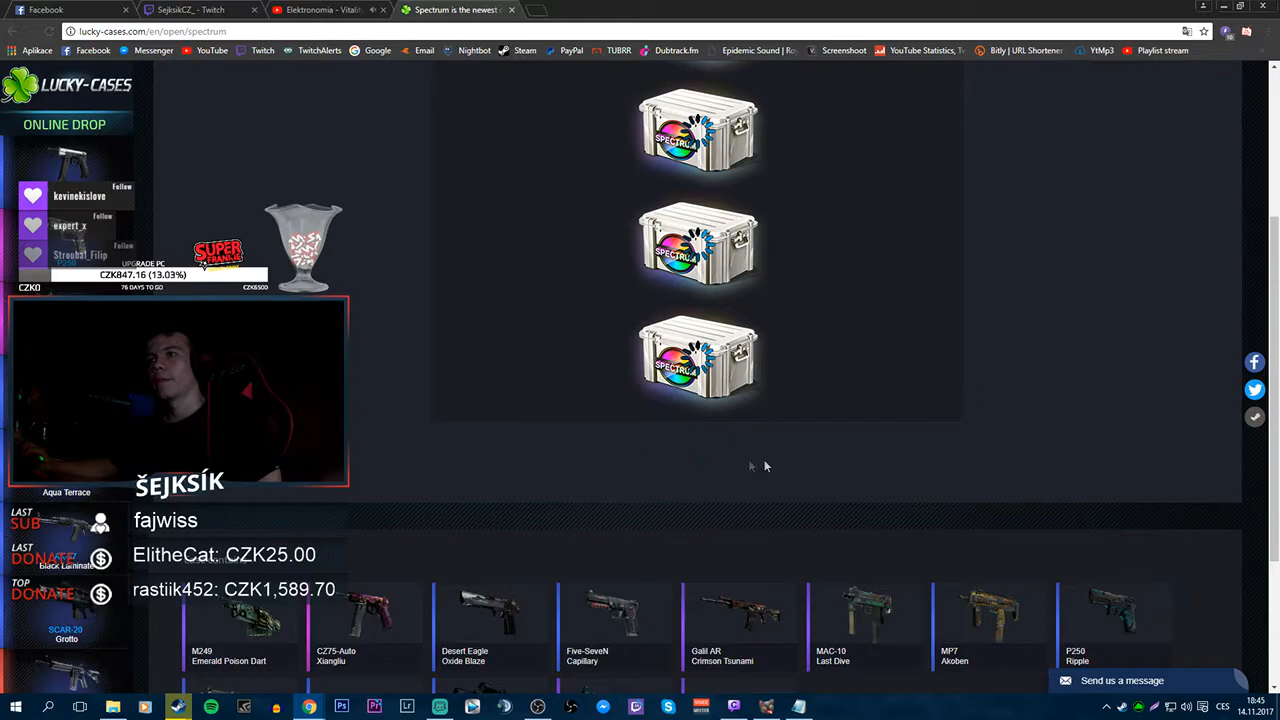 Facebook
SejksikCZ_ - Twitch
Elektronomia - Vitality
Spectrum is the newest c
lucky-cases.com/en/open/spectrum
Aplikace
Facebook
Messenger
YouTube
Twitch
TwitchAlerts
Google
Email
Nightbot
Steam
PayPal
TUBRR
Dubtrack.fm
Epidemic Sound | Roy
Screenshoot
YouTube Statistics, Tw
Bitly | URL Shortener
YtMp3
Playlist stream
LUCKY-CASES
ONLINE DROP
kevinekislove
Follow
expert_x
Follow
Strouhal_Filip
Follow
P250
SUPER
FRANKIE
UPGRADE PC
CZK847.16 (13.03%)
CZK0
76 DAYS TO GO
CZK6500
SPECTRUM
SPECTRUM
SPECTRUM
Aqua Terrace
ŠEJKSÍK
LAST
SUB
fajwiss
LAST
DONATE
ElitheCat: CZK25.00
Black Laminate
TOP
DONATE
rastiik452: CZK1,589.70
SCAR-20
Grotto
M249
Emerald Poison Dart
CZ75-Auto
Xiangliu
Desert Eagle
Oxide Blaze
Five-SeveN
Capillary
Galil AR
Crimson Tsunami
MAC-10
Last Dive
MP7
Akoben
P250
Ripple
Send us a message
CES
18:45
14.11.2017